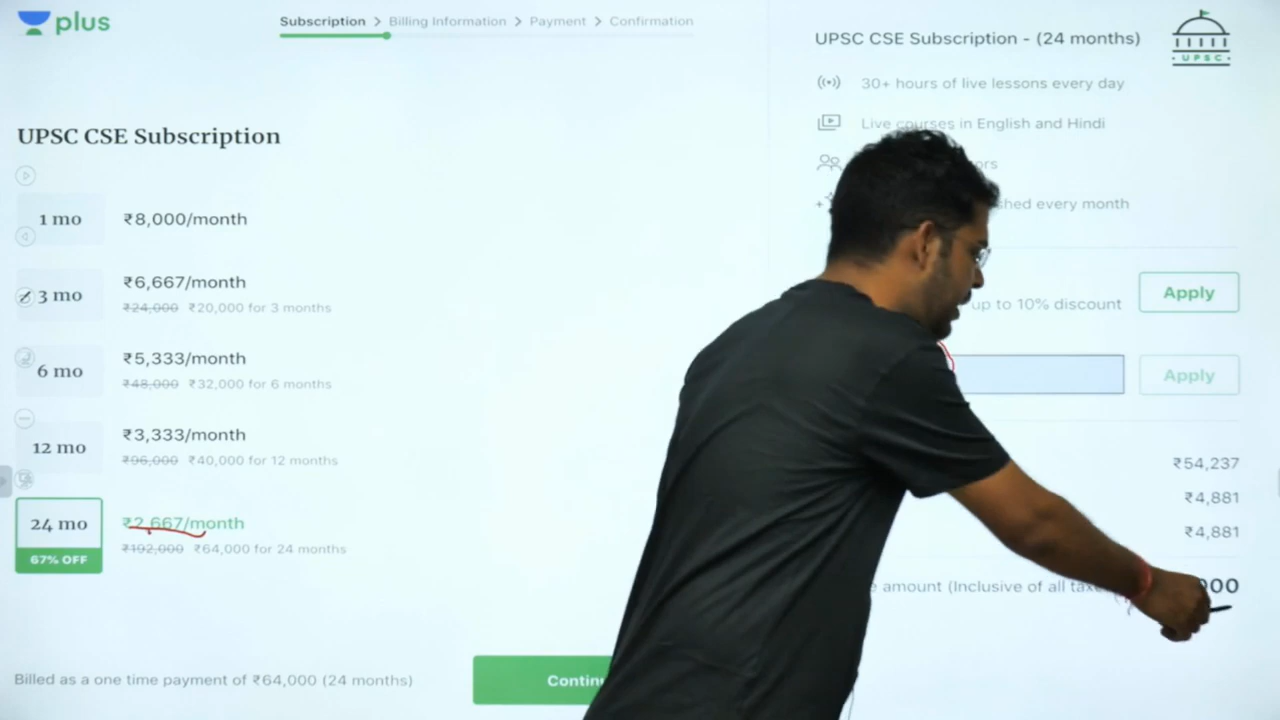 plus
Subscription > Billing Information > Payment > Confirmation
UPSC CSE Subscription
1 mo ₹8,000/month
3 mo ₹6,667/month
₹24,000 ₹20,000 for 3 months
6 mo ₹5,333/month
₹48,000 ₹32,000 for 6 months
12 mo ₹3,333/month
₹96,000 ₹40,000 for 12 months
24 mo ₹2,667/month
67% OFF ₹192,000 ₹64,000 for 24 months
Billed as a one time payment of ₹64,000 (24 months)
UPSC CSE Subscription - (24 months)
UPSC
30+ hours of live lessons every day
Live courses in English and Hindi
every month
up to 10% discount Apply
Apply
₹54,237
₹4,881
₹4,881
amount (Inclusive of all